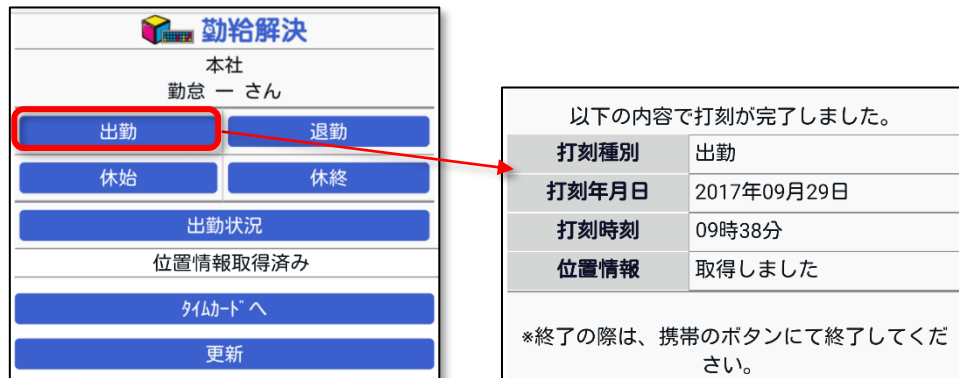 勤給解決
本社
勤怠 一 さん
出勤 退勤
休始 休終
出勤状況
位置情報取得済み
ﾀｲﾑｶｰﾄﾞへ
更新
以下の内容で打刻が完了しました。
打刻種別 出勤
打刻年月日 2017年09月29日
打刻時刻 09時38分
位置情報 取得しました
※終了の際は、携帯のボタンにて終了してくだ
さい。